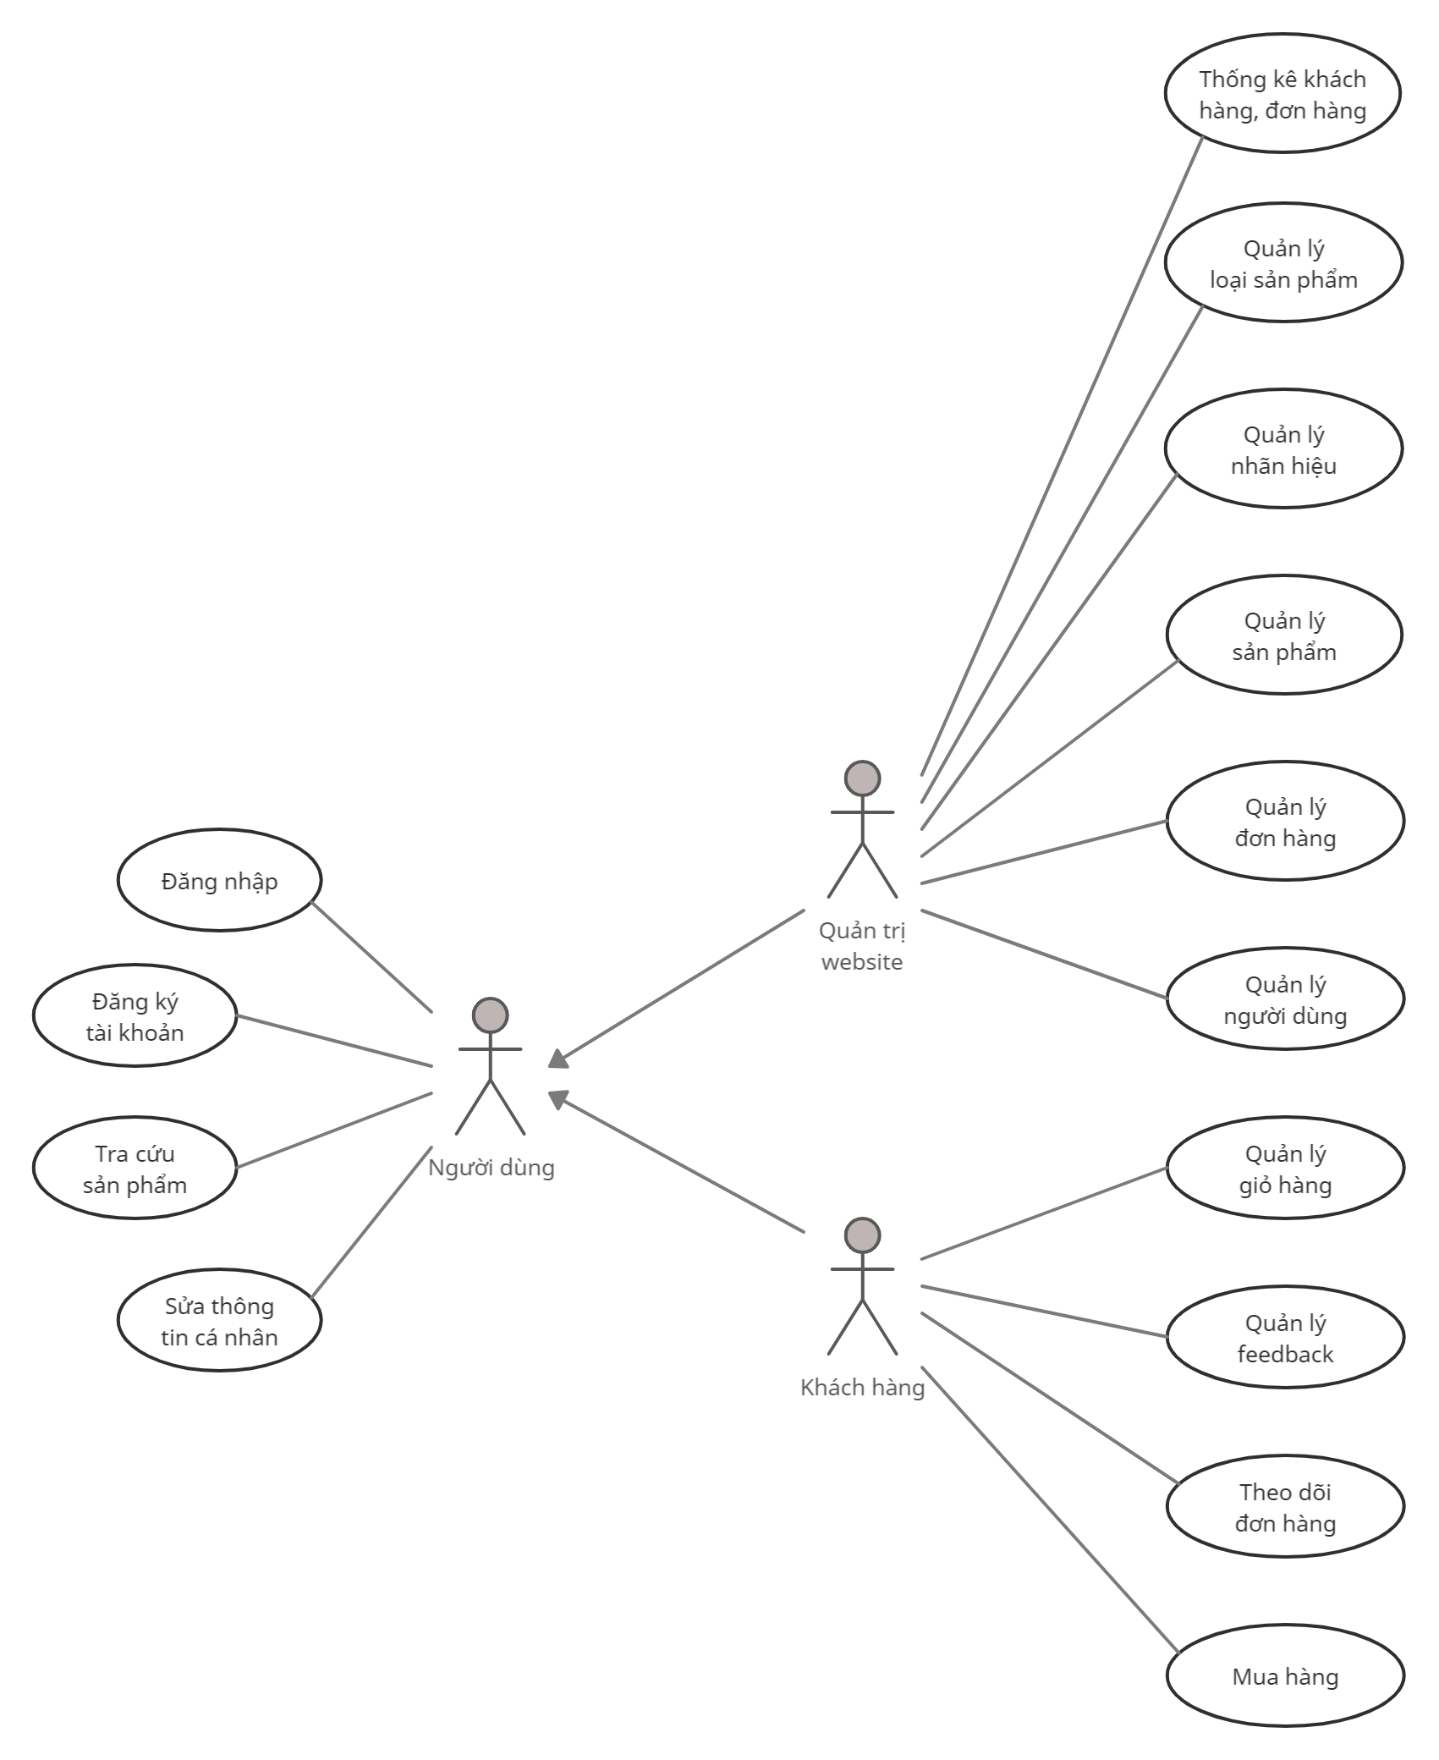 Thống kê khách
hàng, đơn hàng
Quản lý
loại sản phẩm
Quản lý
nhãn hiệu
Quản lý
sản phẩm
Quản lý
đơn hàng
Quản lý
người dùng
Quản trị
website
Đăng nhập
Đăng ký
tài khoản
Tra cứu
sản phẩm
Sửa thông
tin cá nhân
Người dùng
Khách hàng
Quản lý
giỏ hàng
Quản lý
feedback
Theo dõi
đơn hàng
Mua hàng